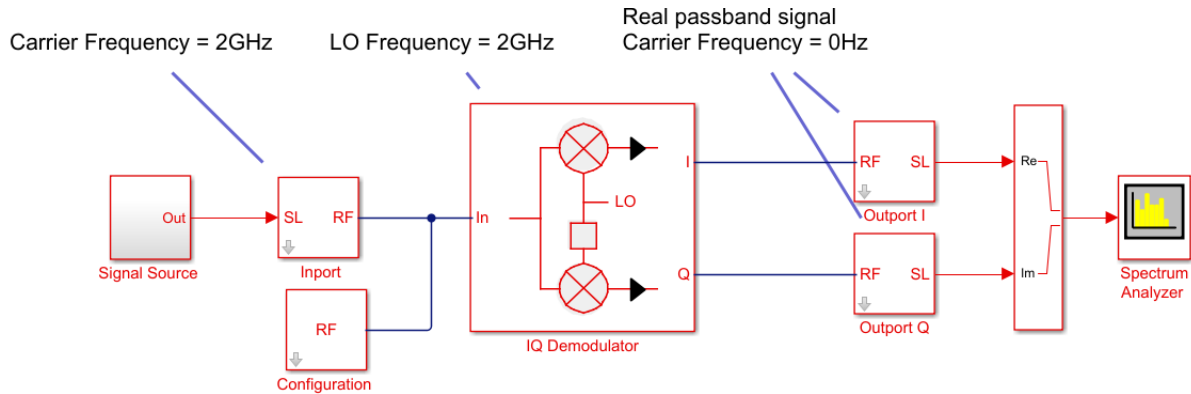 Carrier Frequency = 2GHz
LO Frequency = 2GHz
Real passband signal
Carrier Frequency = 0Hz
Out
Signal Source
SL
RF
Inport
RF
Configuration
In
LO
I
Q
IQ Demodulator
RF
SL
Outport I
RF
SL
Outport Q
Re
Im
Spectrum
Analyzer